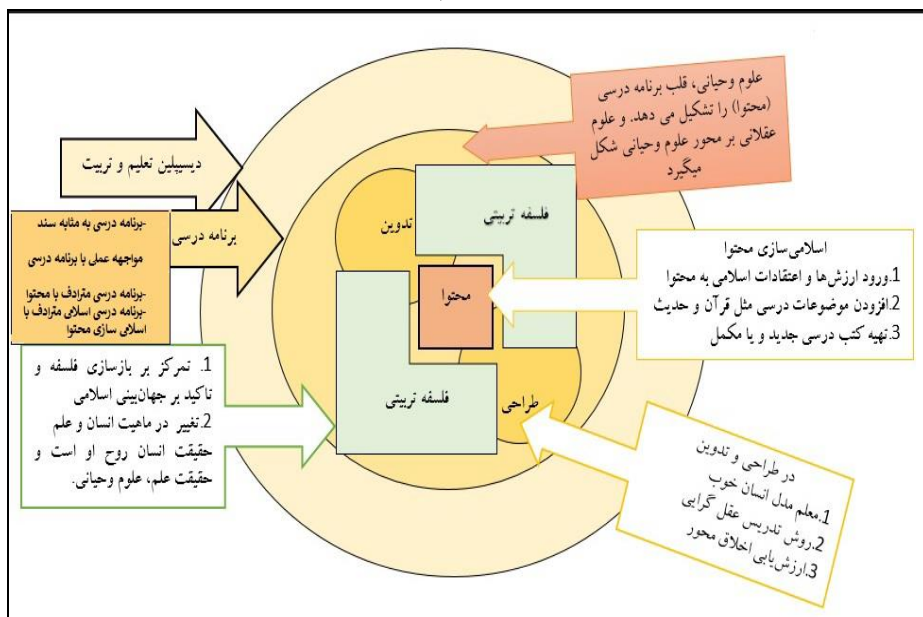 علوم وحیانی، قلب برنامه درسی
(محتوا) را تشکیل می دهد. و علوم
عقلانی بر محور علوم وحیانی شکل
میگیرد
دیسیپلین تعلیم و تربیت
برنامه درسی
-برنامه درسی به مثابه سند
مواجهه عملی با برنامه درسی
-برنامه درسی مترادف با محتوا
-برنامه درسی اسلامی مترادف با
اسلامی سازی محتوا
تدوین
فلسفه تربیتی
محتوا
فلسفه تربیتی
طراحی
اسلامی‌سازی محتوا
1.ورود ارزش‌ها و اعتقادات اسلامی به محتوا
2.افزودن موضوعات درسی مثل قرآن و حدیث
3.تهیه کتب درسی جدید و یا مکمل
1. تمرکز بر بازسازی فلسفه و
تاکید بر جهان‌بینی اسلامی
2.تغییر در ماهیت انسان و علم
حقیقت انسان روح او است و
حقیقت علم، علوم وحیانی.
در طراحی و تدوین
1.معلم مدل انسان خوب
2.روش تدریس عقل گرایی
3.ارزش‌یابی اخلاق محور